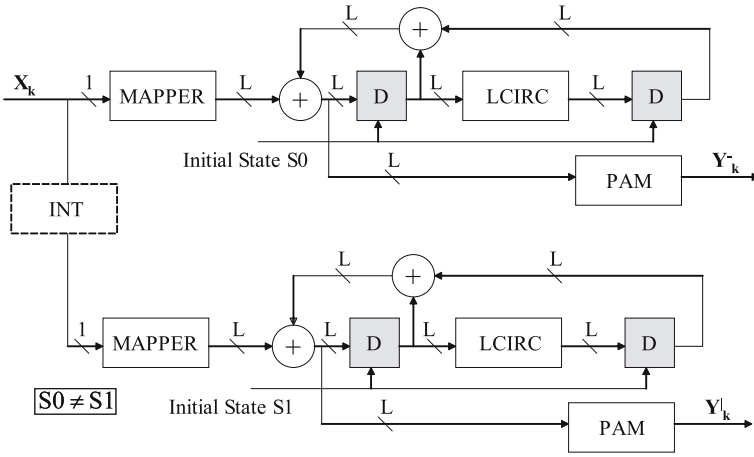 L
L
+
X_k
1
MAPPER
L
+
L
D
L
LCIRC
L
D
Initial State S0
L
PAM
Y^-_k
INT
L
L
+
1
MAPPER
L
+
L
D
L
LCIRC
L
D
S0 ≠ S1
Initial State S1
L
PAM
Y^|_k